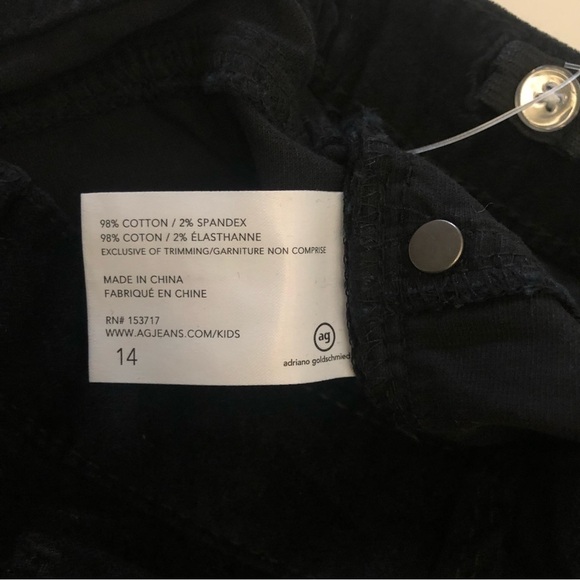 98% COTTON / 2% SPANDEX
98% COTON / 2% ÉLASTHANNE
EXCLUSIVE OF TRIMMING/GARNITURE NON COMPRISE
MADE IN CHINA
FABRIQUÉ EN CHINE
RN# 153717
WWW.AGJEANS.COM/KIDS
14
ag
adriano goldschmied